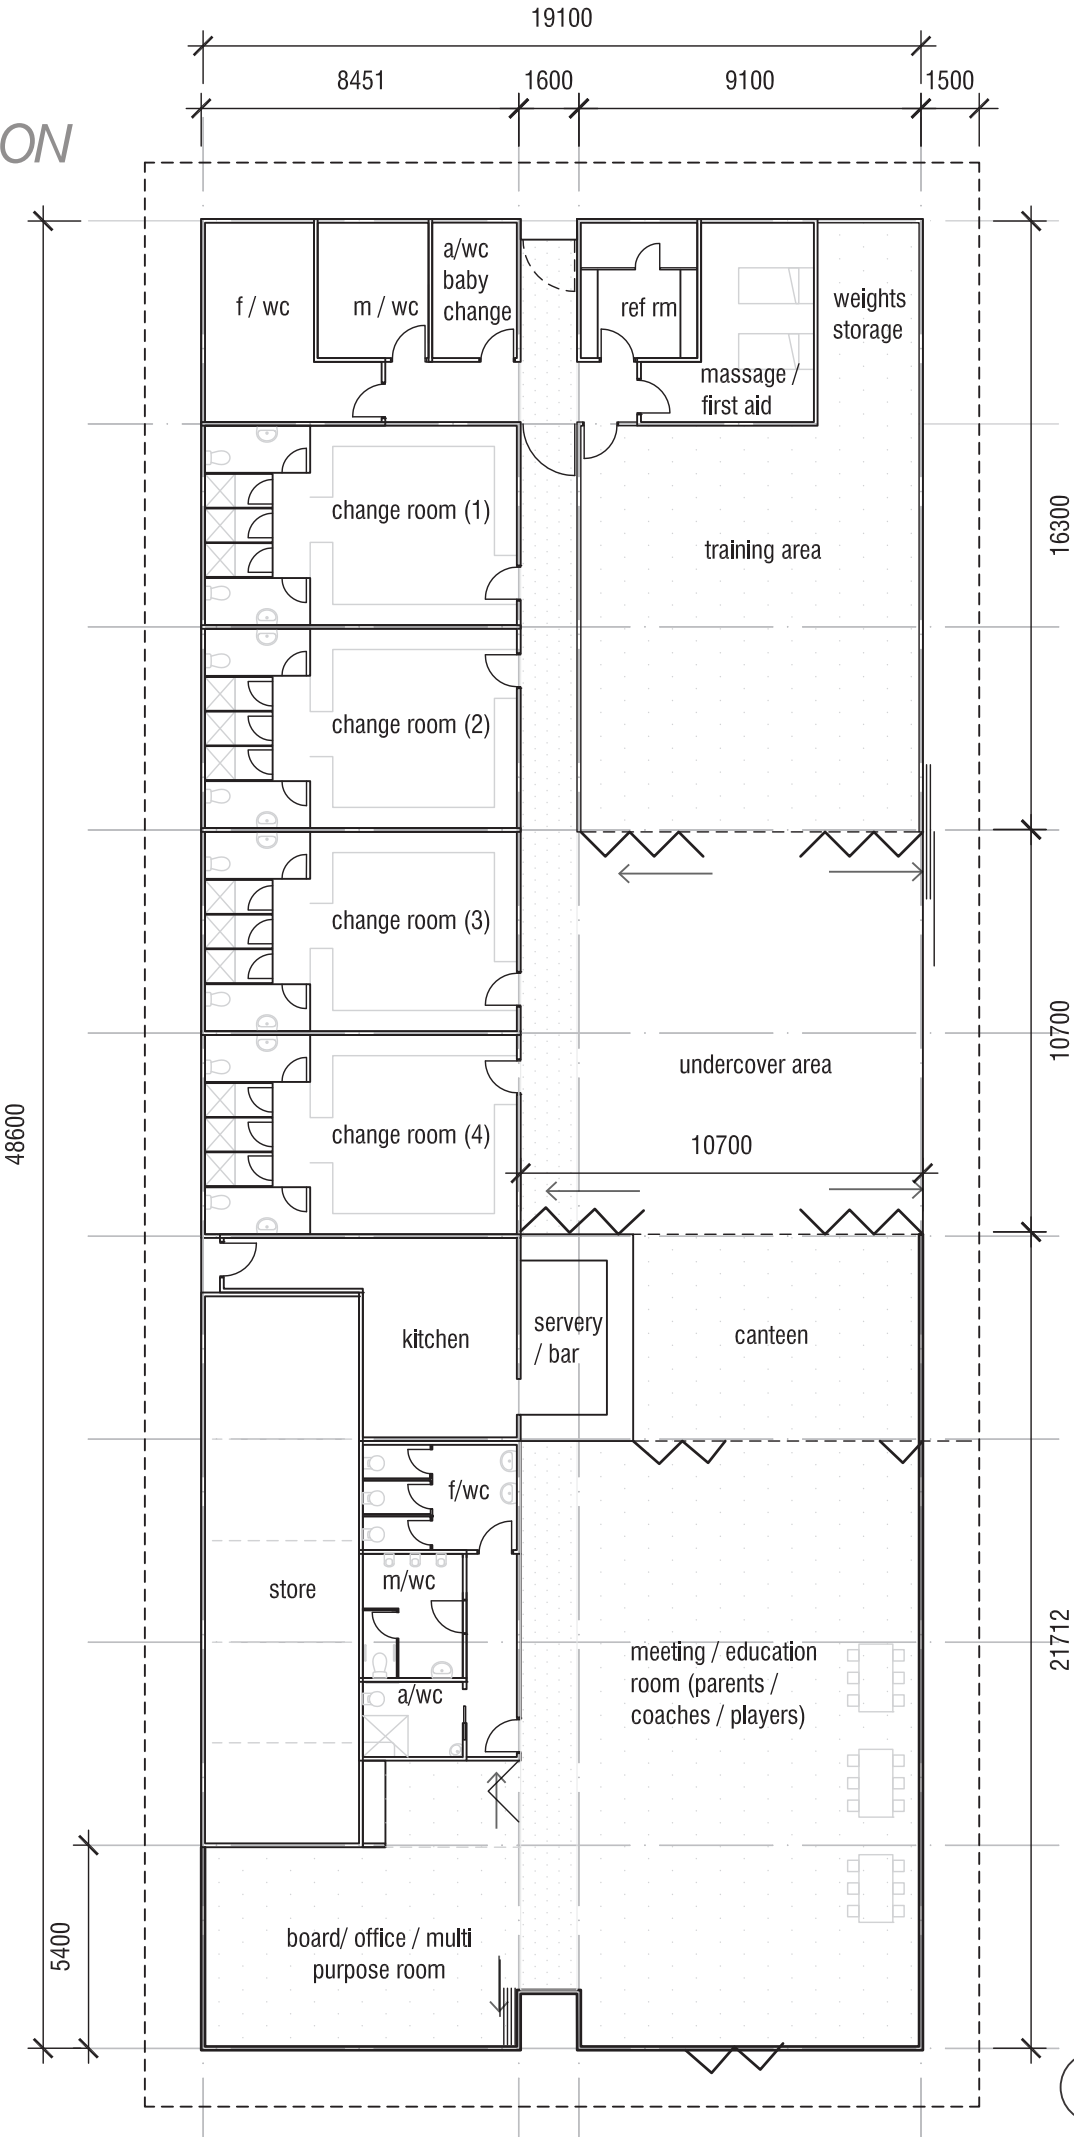 19100
8451
1600
9100
1500
ON
a/wc
baby
change
f / wc
m / wc
ref rm
weights
storage
massage /
first aid
change room (1)
training area
16300
change room (2)
change room (3)
undercover area
10700
48600
change room (4)
10700
kitchen
servery
/ bar
canteen
f/wc
m/wc
store
a/wc
meeting / education
room (parents /
coaches / players)
21712
5400
board/ office / multi
purpose room